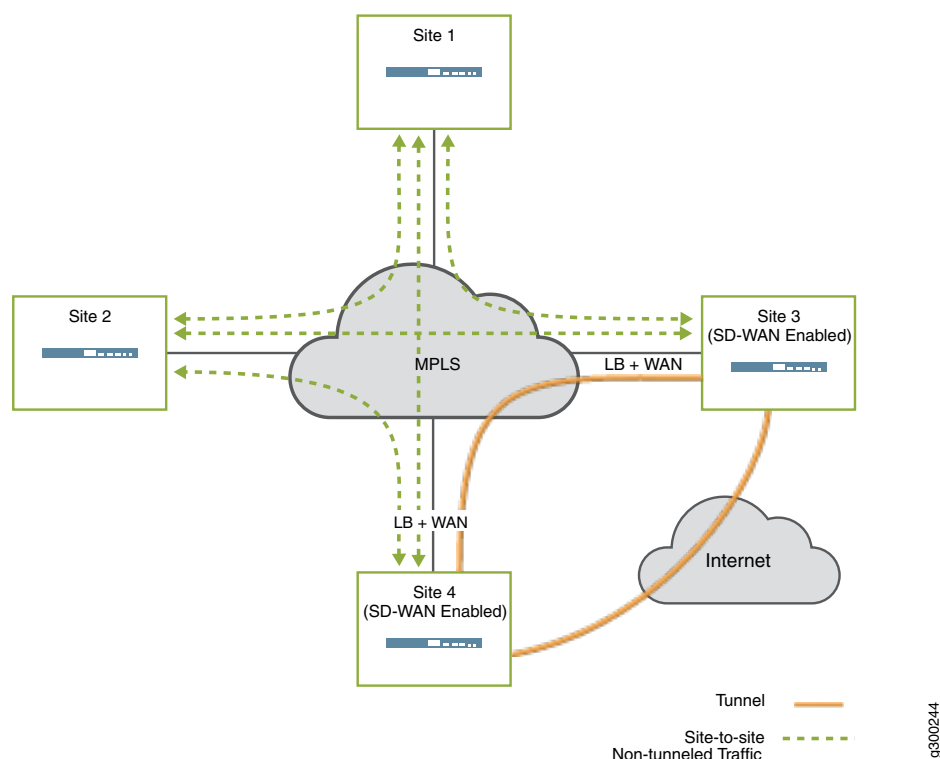 Site 1
Site 2
Site 3
(SD-WAN Enabled)
MPLS
LB + WAN
LB + WAN
Internet
Site 4
(SD-WAN Enabled)
Tunnel
Site-to-site
Non-tunneled Traffic
g300244